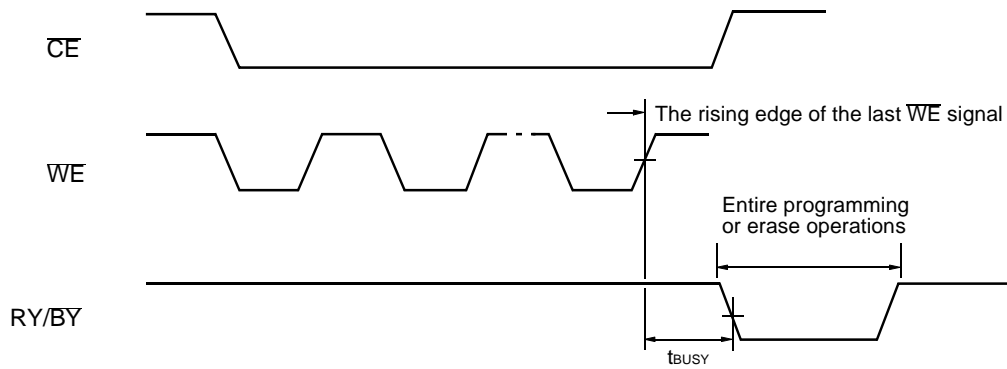 CE
The rising edge of the last WE signal
WE
Entire programming
or erase operations
RY/BY
tBUSY